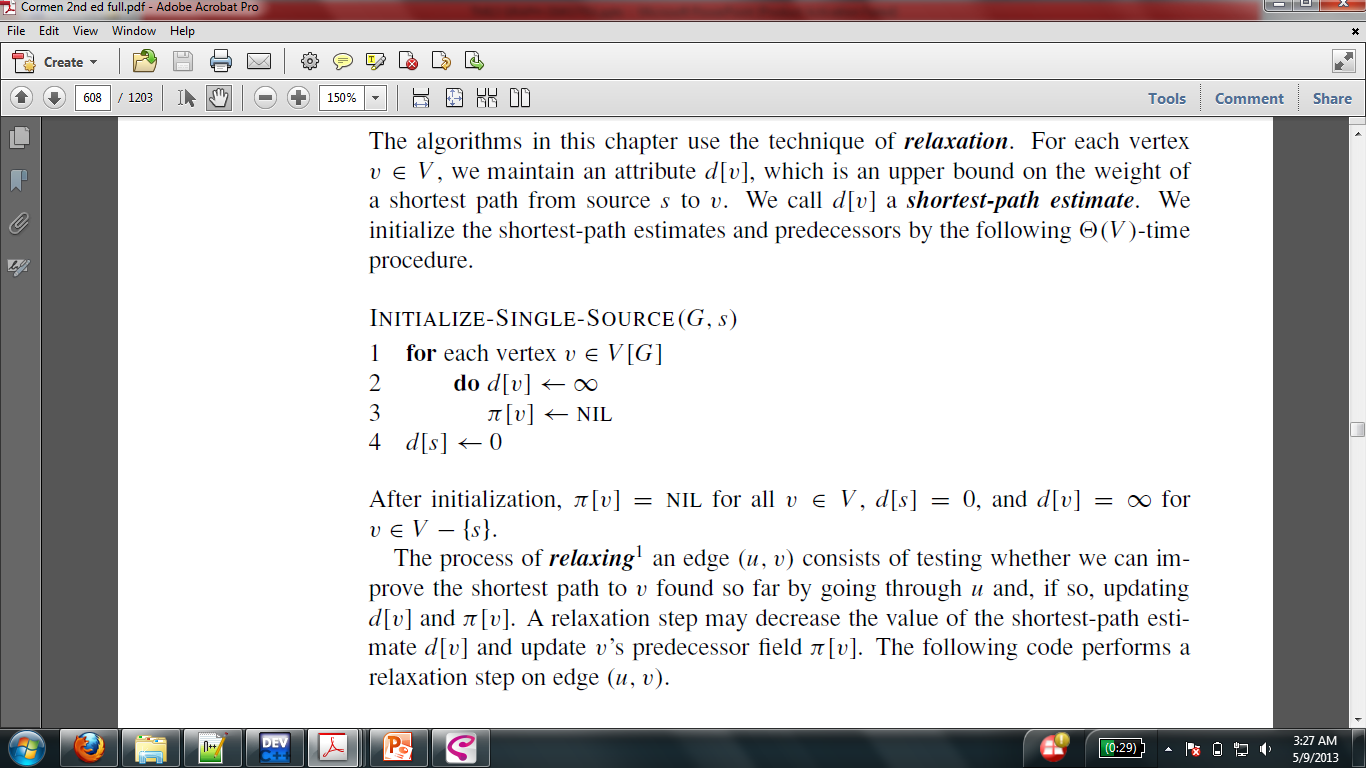 Cormen 2nd ed full.pdf - Adobe Acrobat Pro
File Edit View Window Help
Create
608 / 1203 150% Tools Comment Share
The algorithms in this chapter use the technique of relaxation. For each vertex
v ∈ V, we maintain an attribute d[v], which is an upper bound on the weight of
a shortest path from source s to v. We call d[v] a shortest-path estimate. We
initialize the shortest-path estimates and predecessors by the following Θ(V)-time
procedure.
INITIALIZE-SINGLE-SOURCE(G, s)
1 for each vertex v ∈ V[G]
2 do d[v] ← ∞
3 π[v] ← NIL
4 d[s] ← 0
After initialization, π[v] = NIL for all v ∈ V, d[s] = 0, and d[v] = ∞ for
v ∈ V − {s}.
The process of relaxing¹ an edge (u, v) consists of testing whether we can im-
prove the shortest path to v found so far by going through u and, if so, updating
d[v] and π[v]. A relaxation step may decrease the value of the shortest-path esti-
mate d[v] and update v’s predecessor field π[v]. The following code performs a
relaxation step on edge (u, v).
DEV C++ (0:29) 3:27 AM
5/9/2013